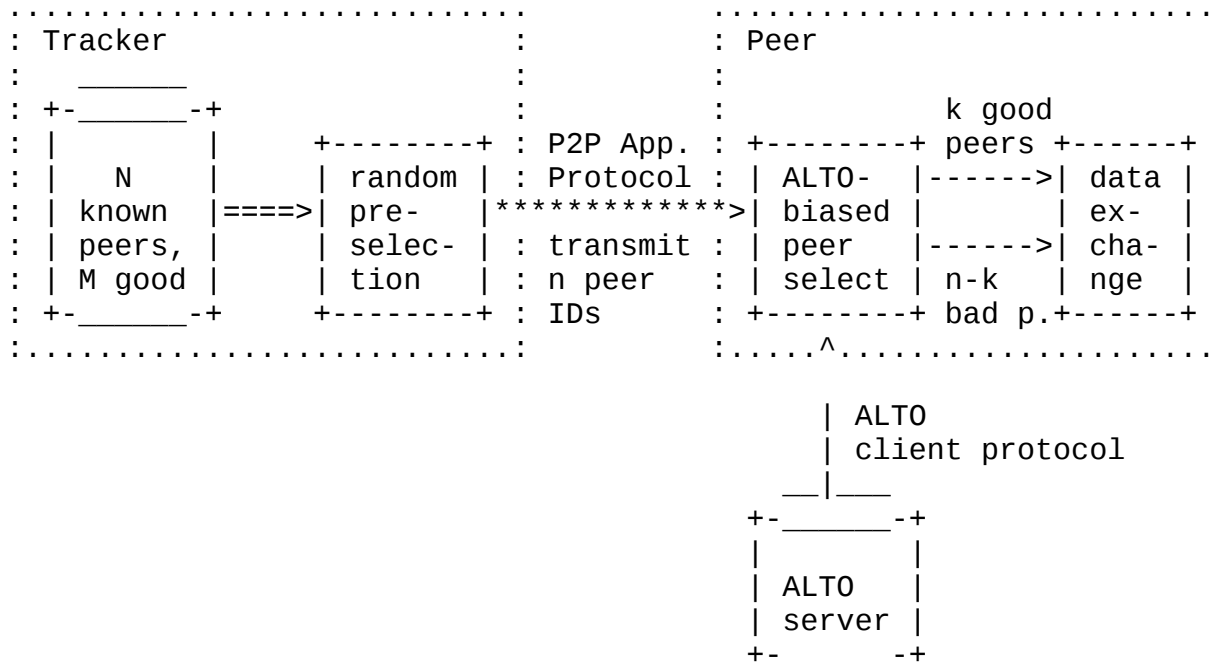 Tracker
Peer
k good
P2P App.
peers
N
random
Protocol
ALTO-
data
known
pre-
biased
ex-
peers,
selec-
transmit
peer
cha-
M good
tion
n peer
select
n-k
nge
IDs
bad p.
ALTO
client protocol
ALTO
server